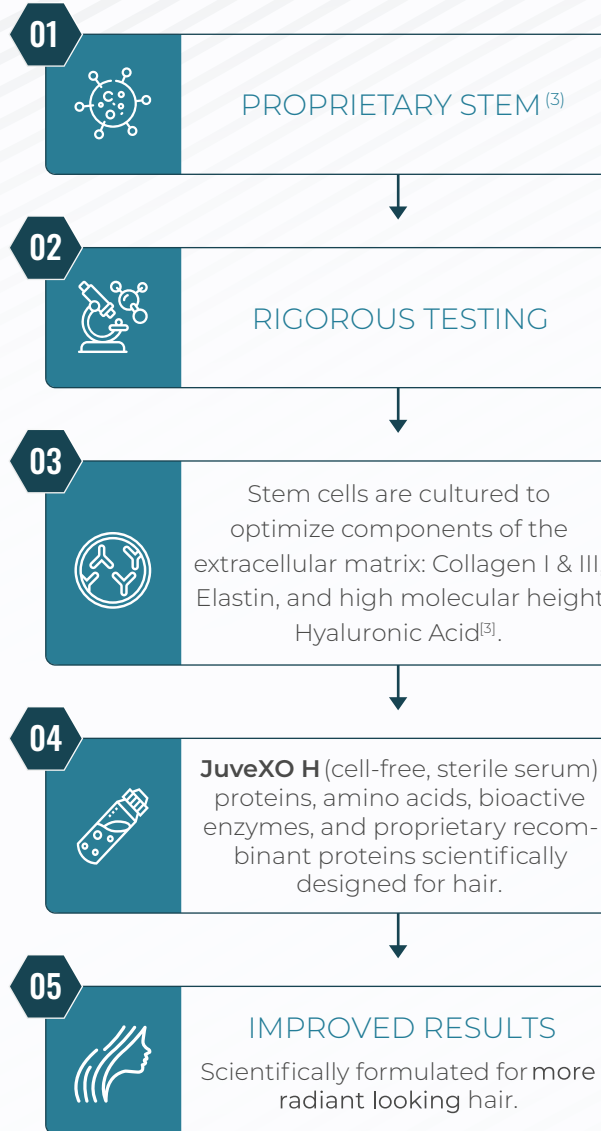 01
PROPRIETARY STEM (3)
02
RIGOROUS TESTING
03
Stem cells are cultured to
optimize components of the
extracellular matrix: Collagen I & III
Elastin, and high molecular height
Hyaluronic Acid[3].
04
JuveXO H (cell-free, sterile serum)
proteins, amino acids, bioactive
enzymes, and proprietary recom-
binant proteins scientifically
designed for hair.
05
IMPROVED RESULTS
Scientifically formulated for more
radiant looking hair.